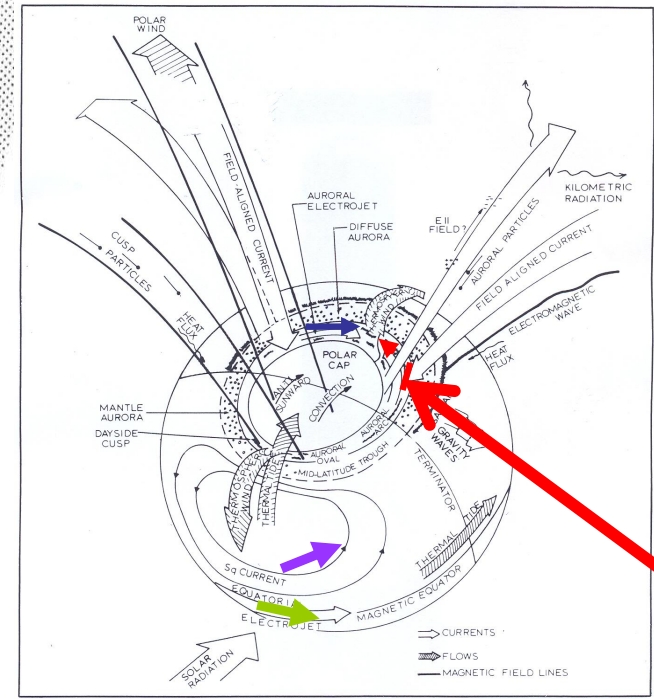 POLAR
WIND
FIELD-ALIGNED CURRENT
AURORAL
ELECTROJET
DIFFUSE
AURORA
E II
FIELD?
KILOMETRIC
RADIATION
AURORAL PARTICLES
FIELD ALIGNED CURRENT
ELECTROMAGNETIC
WAVE
CUSP
PARTICLES
HEAT
FLUX
HEAT
FLUX
POLAR
CAP
ANTI
SUNWARD
CONVECTION
MANTLE
AURORA
DAYSIDE
CUSP
AURORAL
ARC
AURORAL
OVAL
MID-LATITUDE TROUGH
GRAVITY
WAVES
TERMINATOR
WIND
THERMAL TIDE
THERMAL TIDE
Sq CURRENT
ELECTROJET
MAGNETIC EQUATOR
SOLAR
RADIATION
CURRENTS
FLOWS
MAGNETIC FIELD LINES